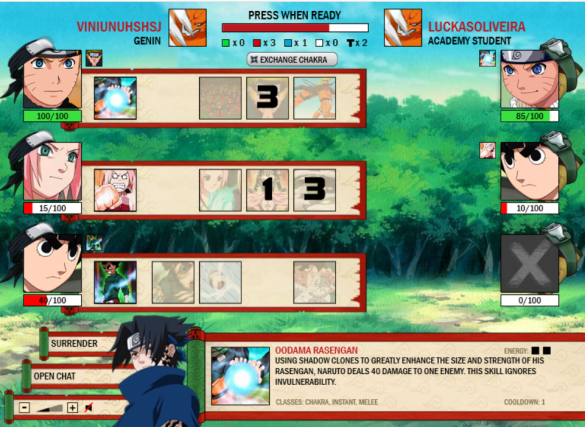 VINIUNUHSHSJ
GENIN
PRESS WHEN READY
LUCKASOLIVEIRA
ACADEMY STUDENT
x 0 x 3 x 1 x 0 T x 2
EXCHANGE CHAKRA
3
100/100
85/100
1 3
15/100
10/100
40/100
0/100
SURRENDER
OPEN CHAT
OODAMA RASENGAN
ENERGY:
USING SHADOW CLONES TO GREATLY ENHANCE THE SIZE AND STRENGTH OF HIS
RASENGAN, NARUTO DEALS 40 DAMAGE TO ONE ENEMY. THIS SKILL IGNORES
INVULNERABILITY.
CLASSES: CHAKRA, INSTANT, MELEE
COOLDOWN: 1